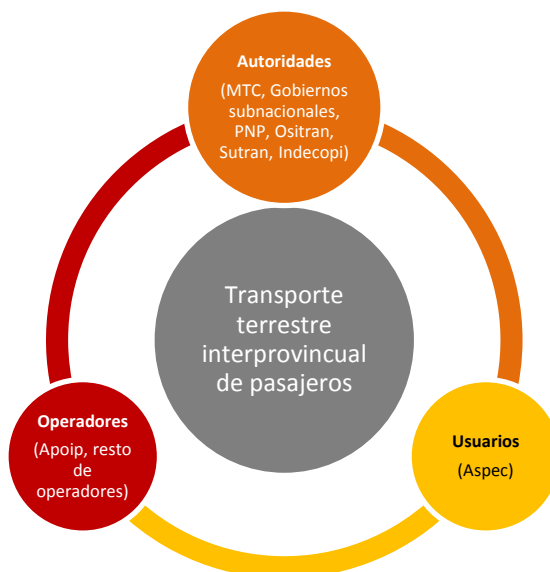 Autoridades
(MTC, Gobiernos
subnacionales,
PNP, Ositran,
Sutran, Indecopi)
Transporte
terrestre
interprovincual
de pasajeros
Operadores
(Apoip, resto
de
operadores)
Usuarios
(Aspec)